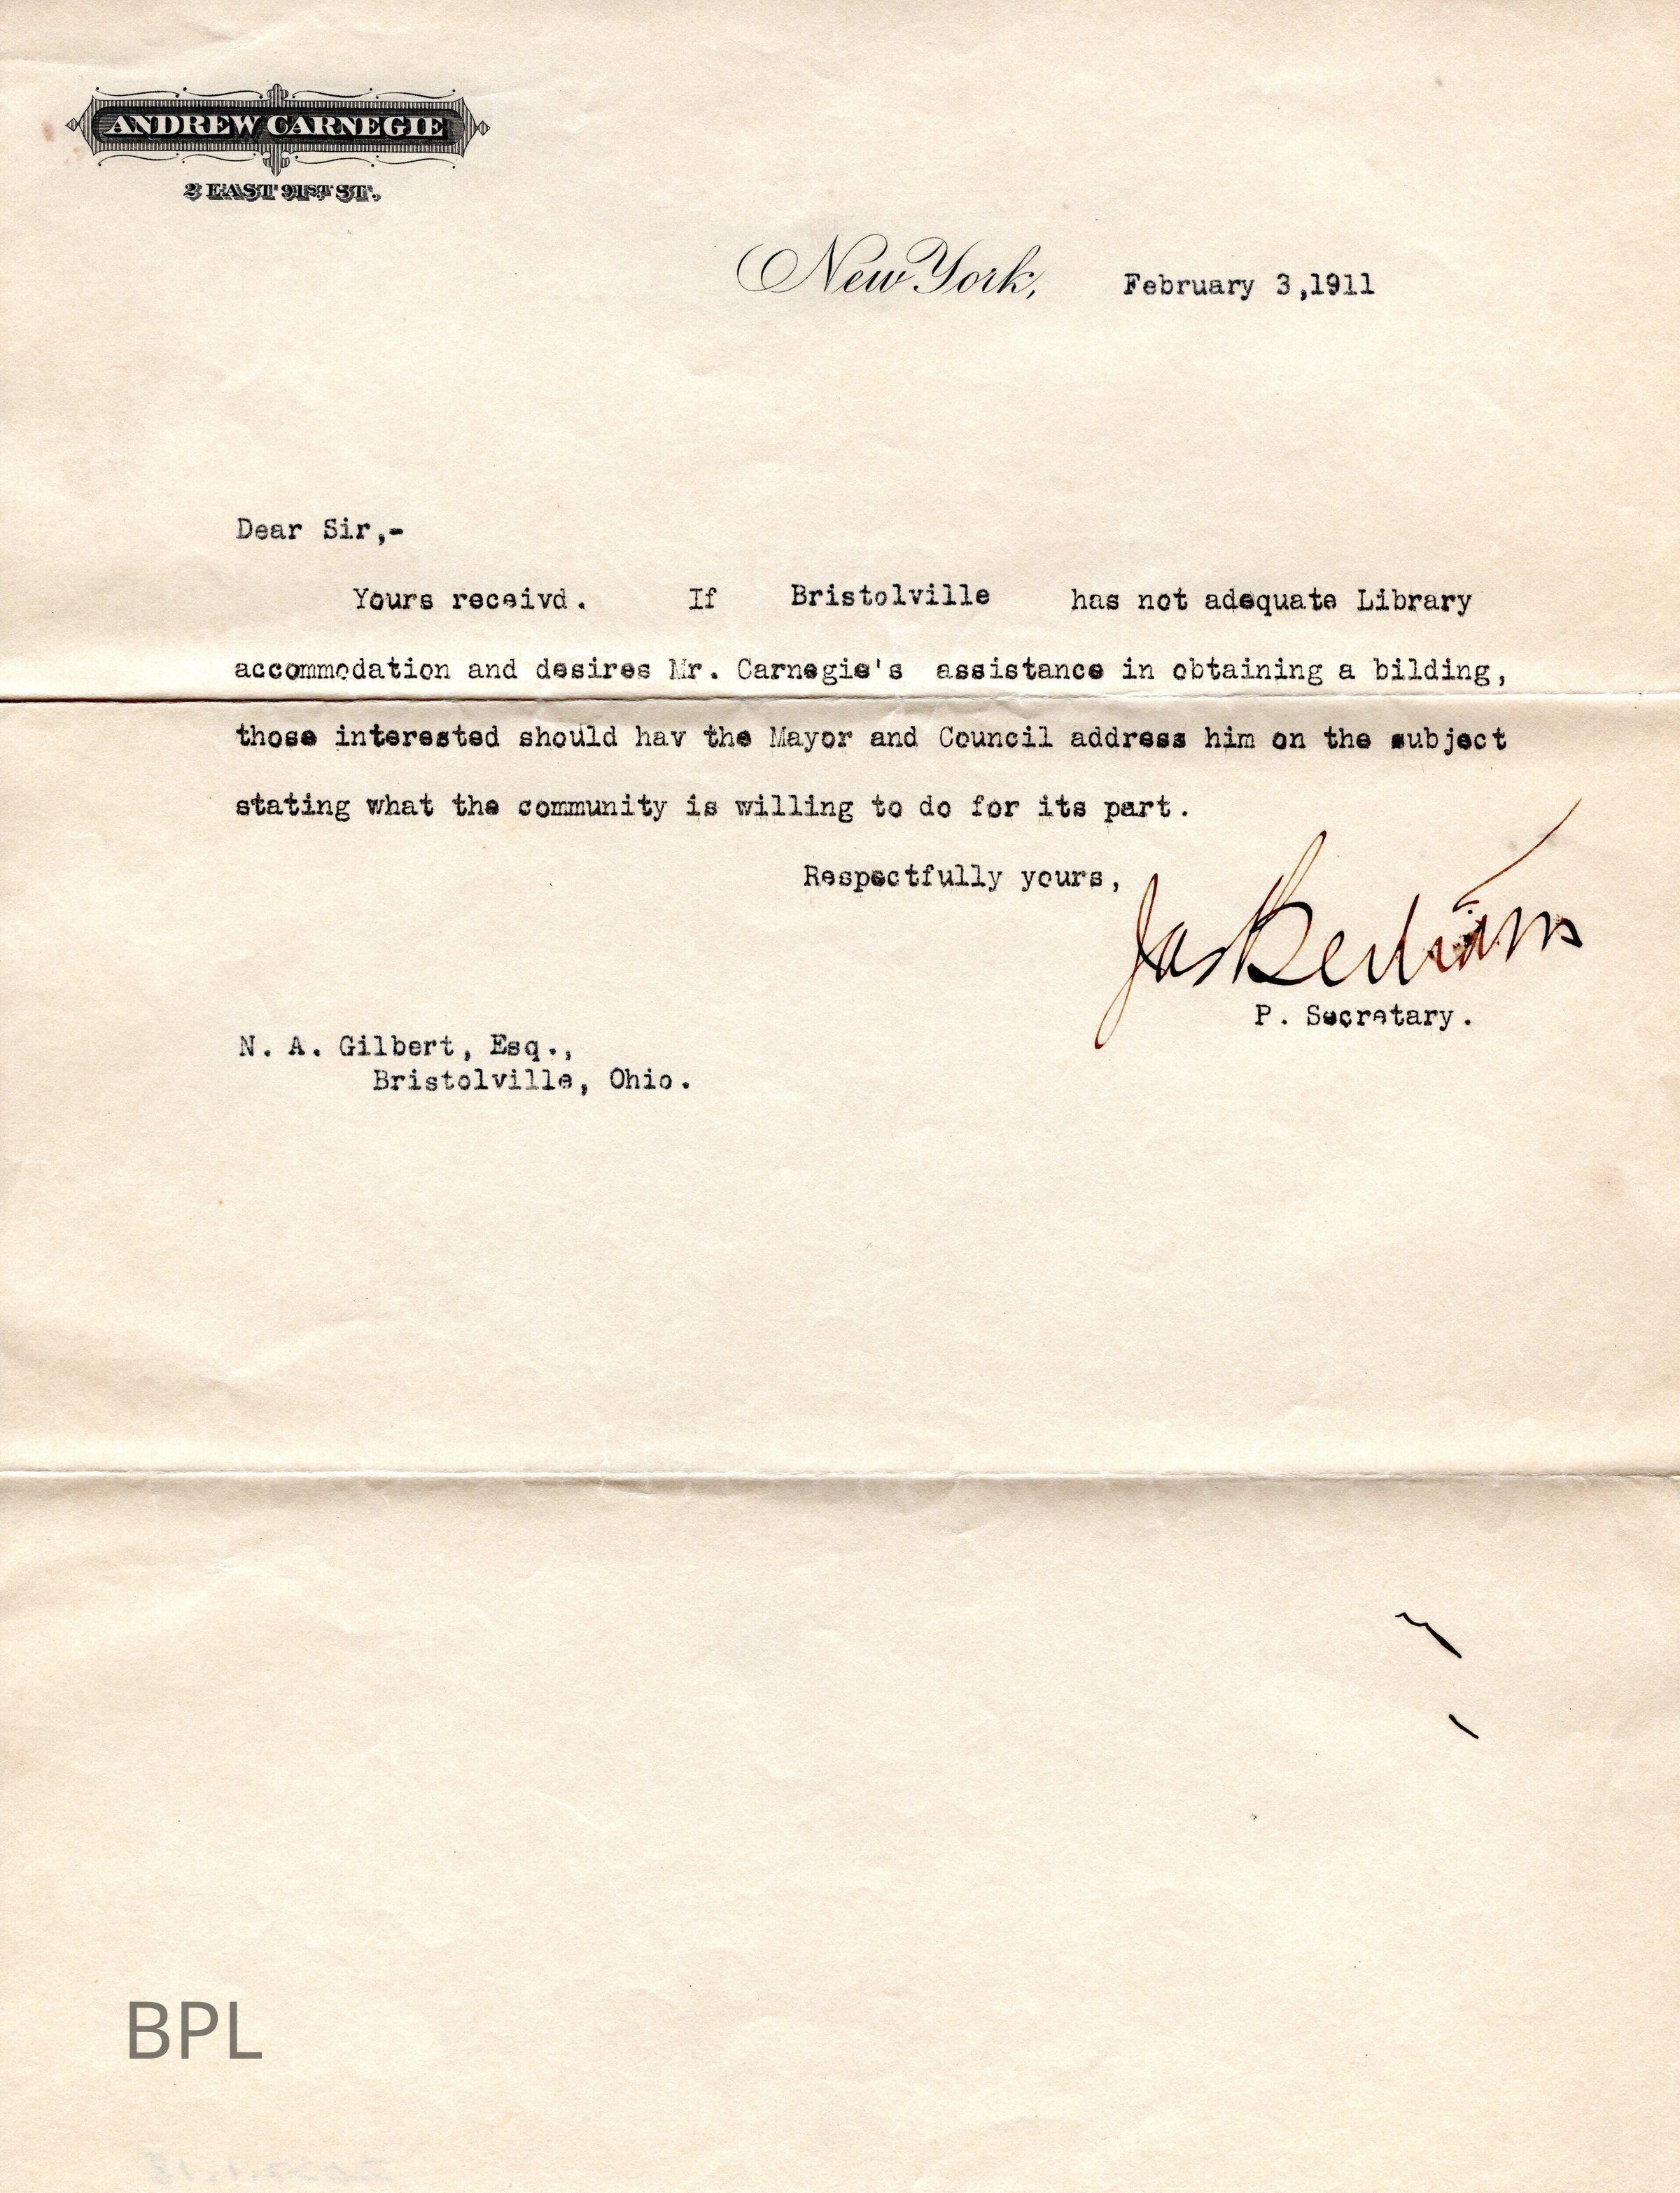 ANDREW CARNEGIE
2 EAST 91ST ST.
New York, February 3,1911
Dear Sir,-
Yours receivd. If Bristolville has not adequate Library
accommodation and desires Mr. Carnegie's assistance in obtaining a bilding,
those interested should hav the Mayor and Council address him on the subject
stating what the community is willing to do for its part.
Respectfully yours,
Jas Bertram
P. Secretary.
N. A. Gilbert, Esq.,
Bristolville, Ohio.
BPL